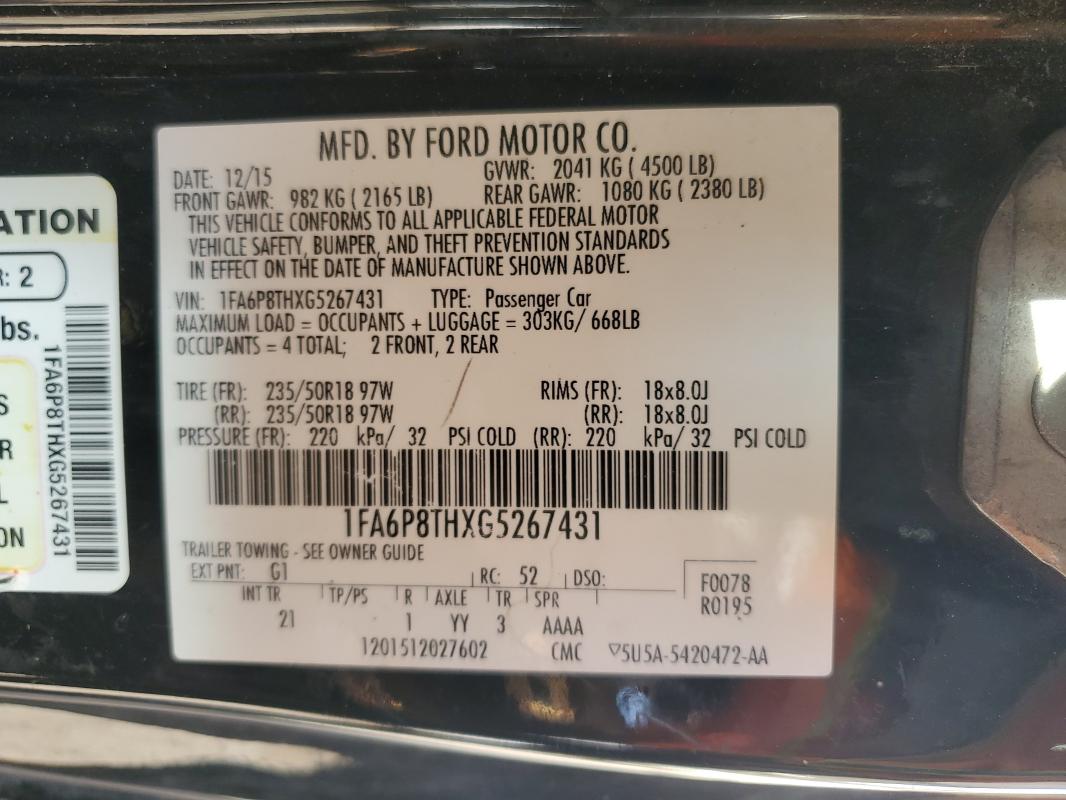 MFD. BY FORD MOTOR CO.
DATE: 12/15 GVWR: 2041 KG ( 4500 LB)
FRONT GAWR: 982 KG ( 2165 LB) REAR GAWR: 1080 KG ( 2380 LB)
THIS VEHICLE CONFORMS TO ALL APPLICABLE FEDERAL MOTOR
VEHICLE SAFETY, BUMPER, AND THEFT PREVENTION STANDARDS
IN EFFECT ON THE DATE OF MANUFACTURE SHOWN ABOVE.
VIN: 1FA6P8THXG5267431 TYPE: Passenger Car
MAXIMUM LOAD = OCCUPANTS + LUGGAGE = 303KG/ 668LB
OCCUPANTS = 4 TOTAL; 2 FRONT, 2 REAR
TIRE (FR): 235/50R18 97W RIMS (FR): 18x8.0J
(RR): 235/50R18 97W (RR): 18x8.0J
PRESSURE (FR): 220 kPa/ 32 PSI COLD (RR): 220 kPa/ 32 PSI COLD
1FA6P8THXG5267431
TRAILER TOWING - SEE OWNER GUIDE
EXT PNT: G1 RC: 52 DSO:
F0078
R0195
INT TR TP/PS R AXLE TR SPR
21 1 YY 3 AAAA
1201512027602 CMC ▽5U5A-5420472-AA
ATION
R: 2
bs.
1FA6P8THXG5267431
S
R
L
ON